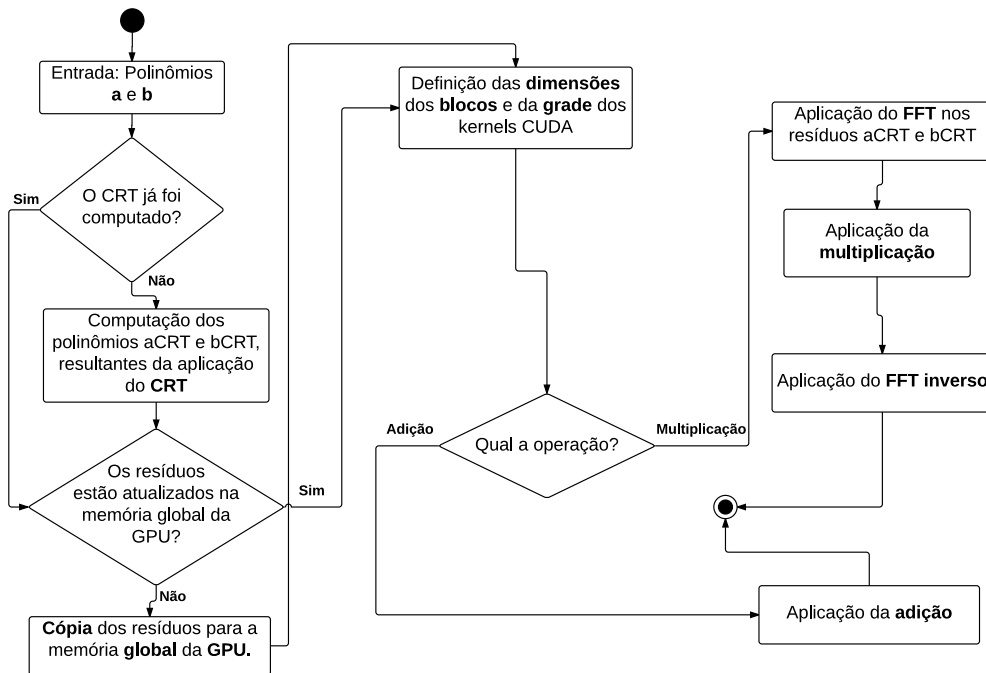 Entrada: Polinômios
a e b
Sim
O CRT já foi
computado?
Não
Computação dos
polinômios aCRT e bCRT,
resultantes da aplicação
do CRT
Os resíduos
estão atualizados na
memória global da
GPU?
Sim
Não
Cópia dos resíduos para a
memória global da GPU.
Definição das dimensões
dos blocos e da grade dos
kernels CUDA
Qual a operação?
Adição
Multiplicação
Aplicação do FFT nos
resíduos aCRT e bCRT
Aplicação da
multiplicação
Aplicação do FFT inverso
Aplicação da adição